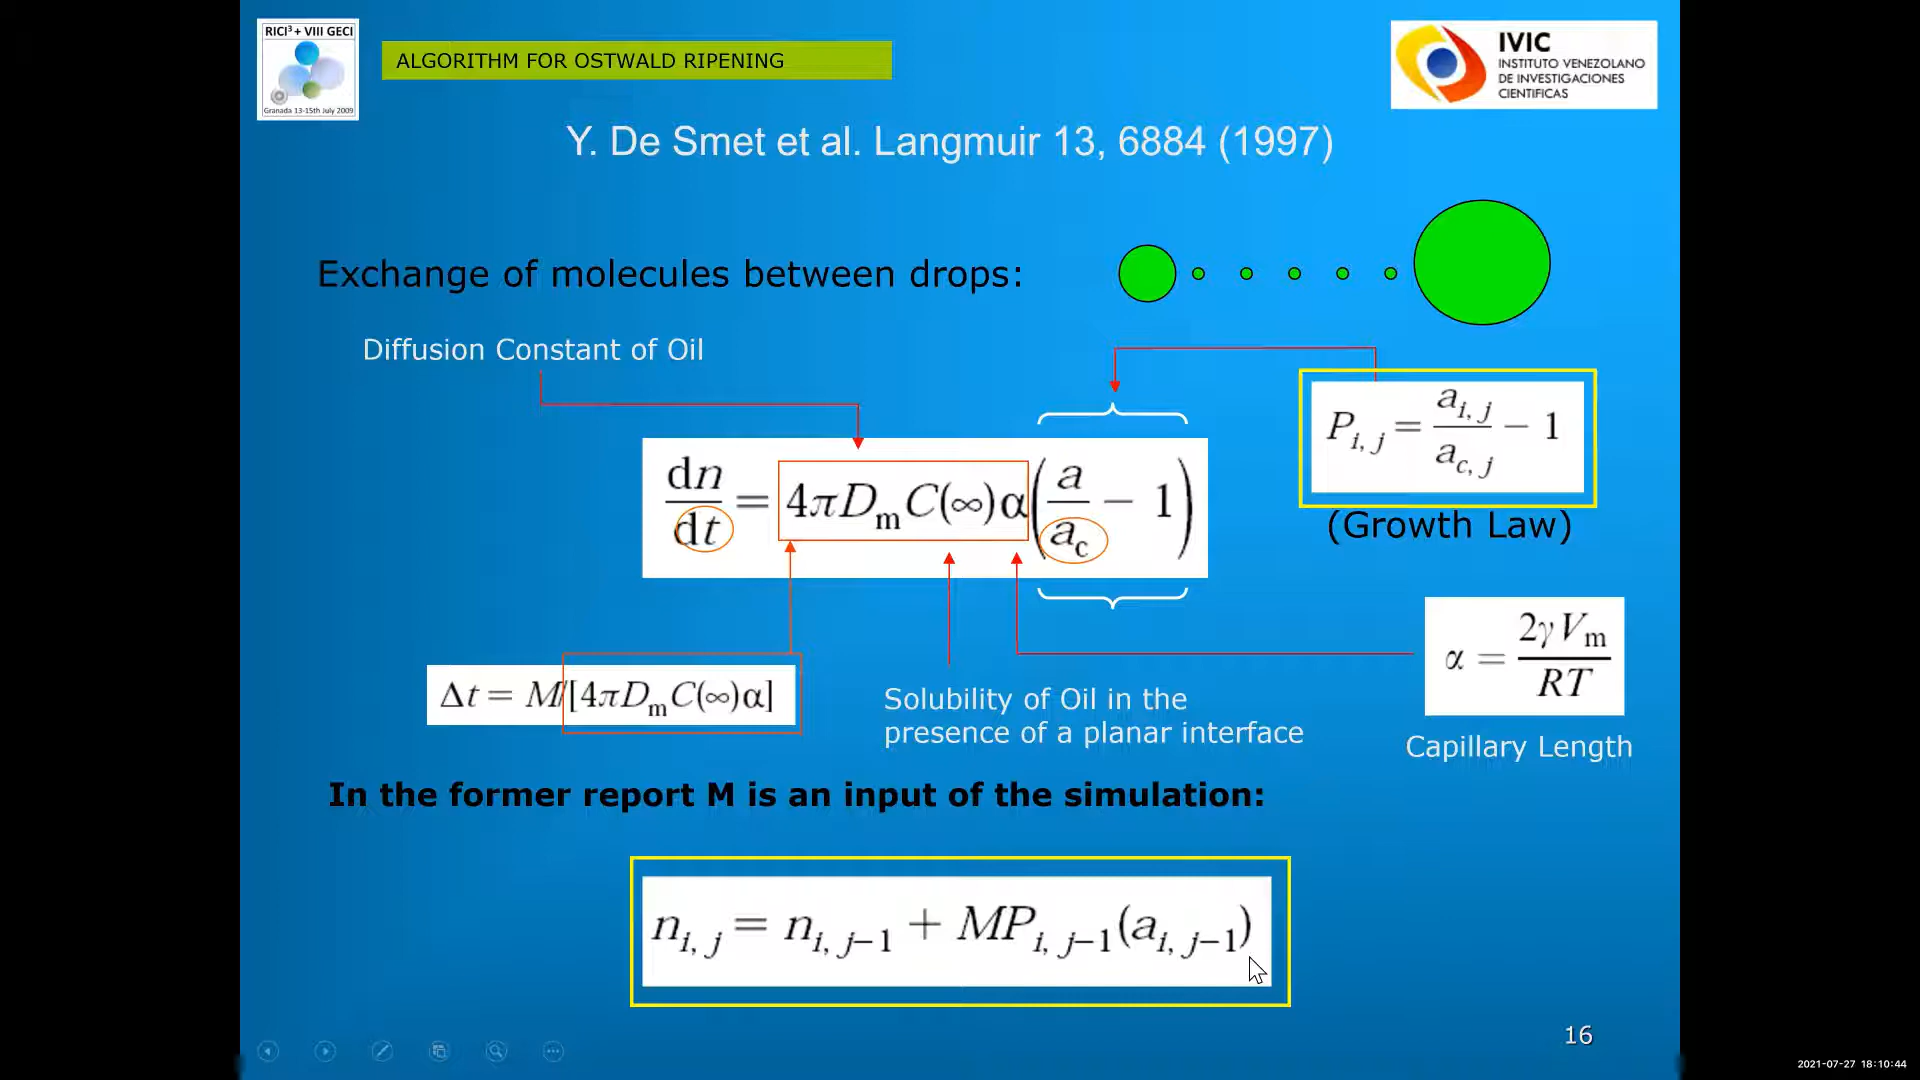 RICI³ + VIII GECI
Granada 13-15th July 2009
ALGORITHM FOR OSTWALD RIPENING
IVIC
INSTITUTO VENEZOLANO
DE INVESTIGACIONES
CIENTIFICAS
Y. De Smet et al. Langmuir 13, 6884 (1997)
Exchange of molecules between drops:
Diffusion Constant of Oil
P_{i, j} = \frac{a_{i, j}}{a_{c, j}} - 1
(Growth Law)
\frac{dn}{dt} = 4πD_m C(∞)α(\frac{a}{a_c} - 1)
α = \frac{2γV_m}{RT}
Capillary Length
Δt = M/[4πD_m C(∞)α]
Solubility of Oil in the
presence of a planar interface
In the former report M is an input of the simulation:
n_{i, j} = n_{i, j-1} + MP_{i, j-1}(a_{i, j-1})
16
2021-07-27 18:10:44